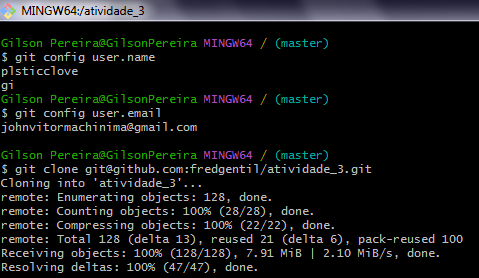 MINGW64:/atividade_3
Gilson Pereira@GilsonPereira MINGW64 / (master)
$ git config user.name
plsticclove
gi
Gilson Pereira@GilsonPereira MINGW64 / (master)
$ git config user.email
johnvitormachinima@gmail.com
Gilson Pereira@GilsonPereira MINGW64 / (master)
$ git clone git@github.com:fredgentil/atividade_3.git
Cloning into 'atividade_3'...
remote: Enumerating objects: 128, done.
remote: Counting objects: 100% (28/28), done.
remote: Compressing objects: 100% (22/22), done.
remote: Total 128 (delta 13), reused 21 (delta 6), pack-reused 100
Receiving objects: 100% (128/128), 7.91 MiB | 2.10 MiB/s, done.
Resolving deltas: 100% (47/47), done.